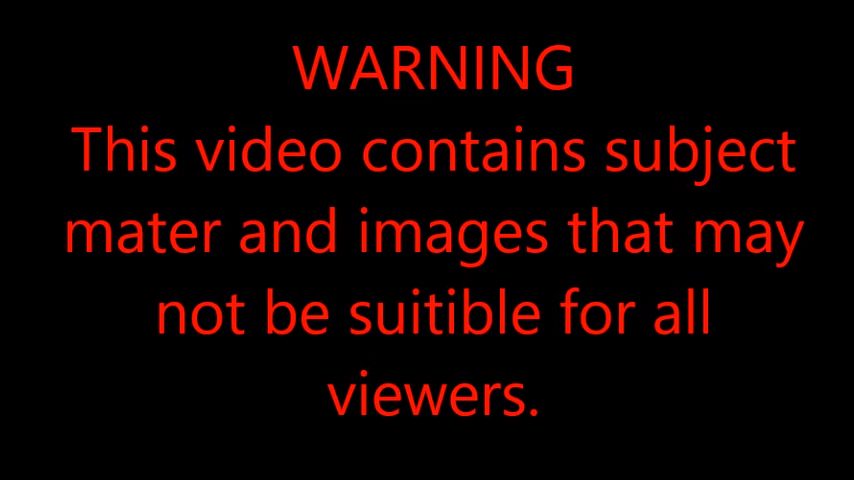 WARNING
This video contains subject
mater and images that may
not be suitible for all
viewers.